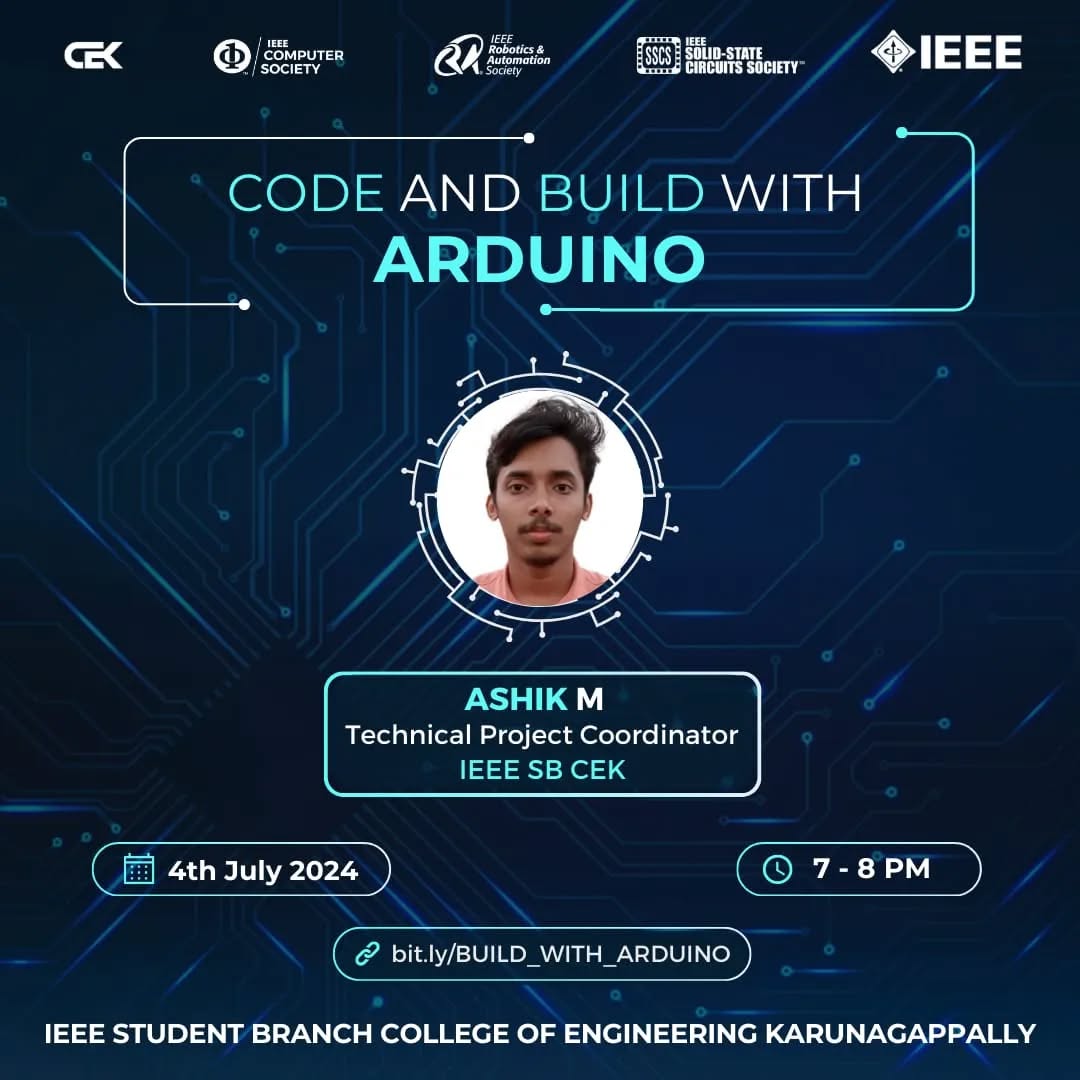 CEK
IEEE
COMPUTER
SOCIETY
IEEE
Robotics &
Automation
Society
SSCS
IEEE
SOLID-STATE
CIRCUITS SOCIETY™
IEEE
CODE AND BUILD WITH
ARDUINO
ASHIK M
Technical Project Coordinator
IEEE SB CEK
4th July 2024
7 - 8 PM
bit.ly/BUILD_WITH_ARDUINO
IEEE STUDENT BRANCH COLLEGE OF ENGINEERING KARUNAGAPPALLY